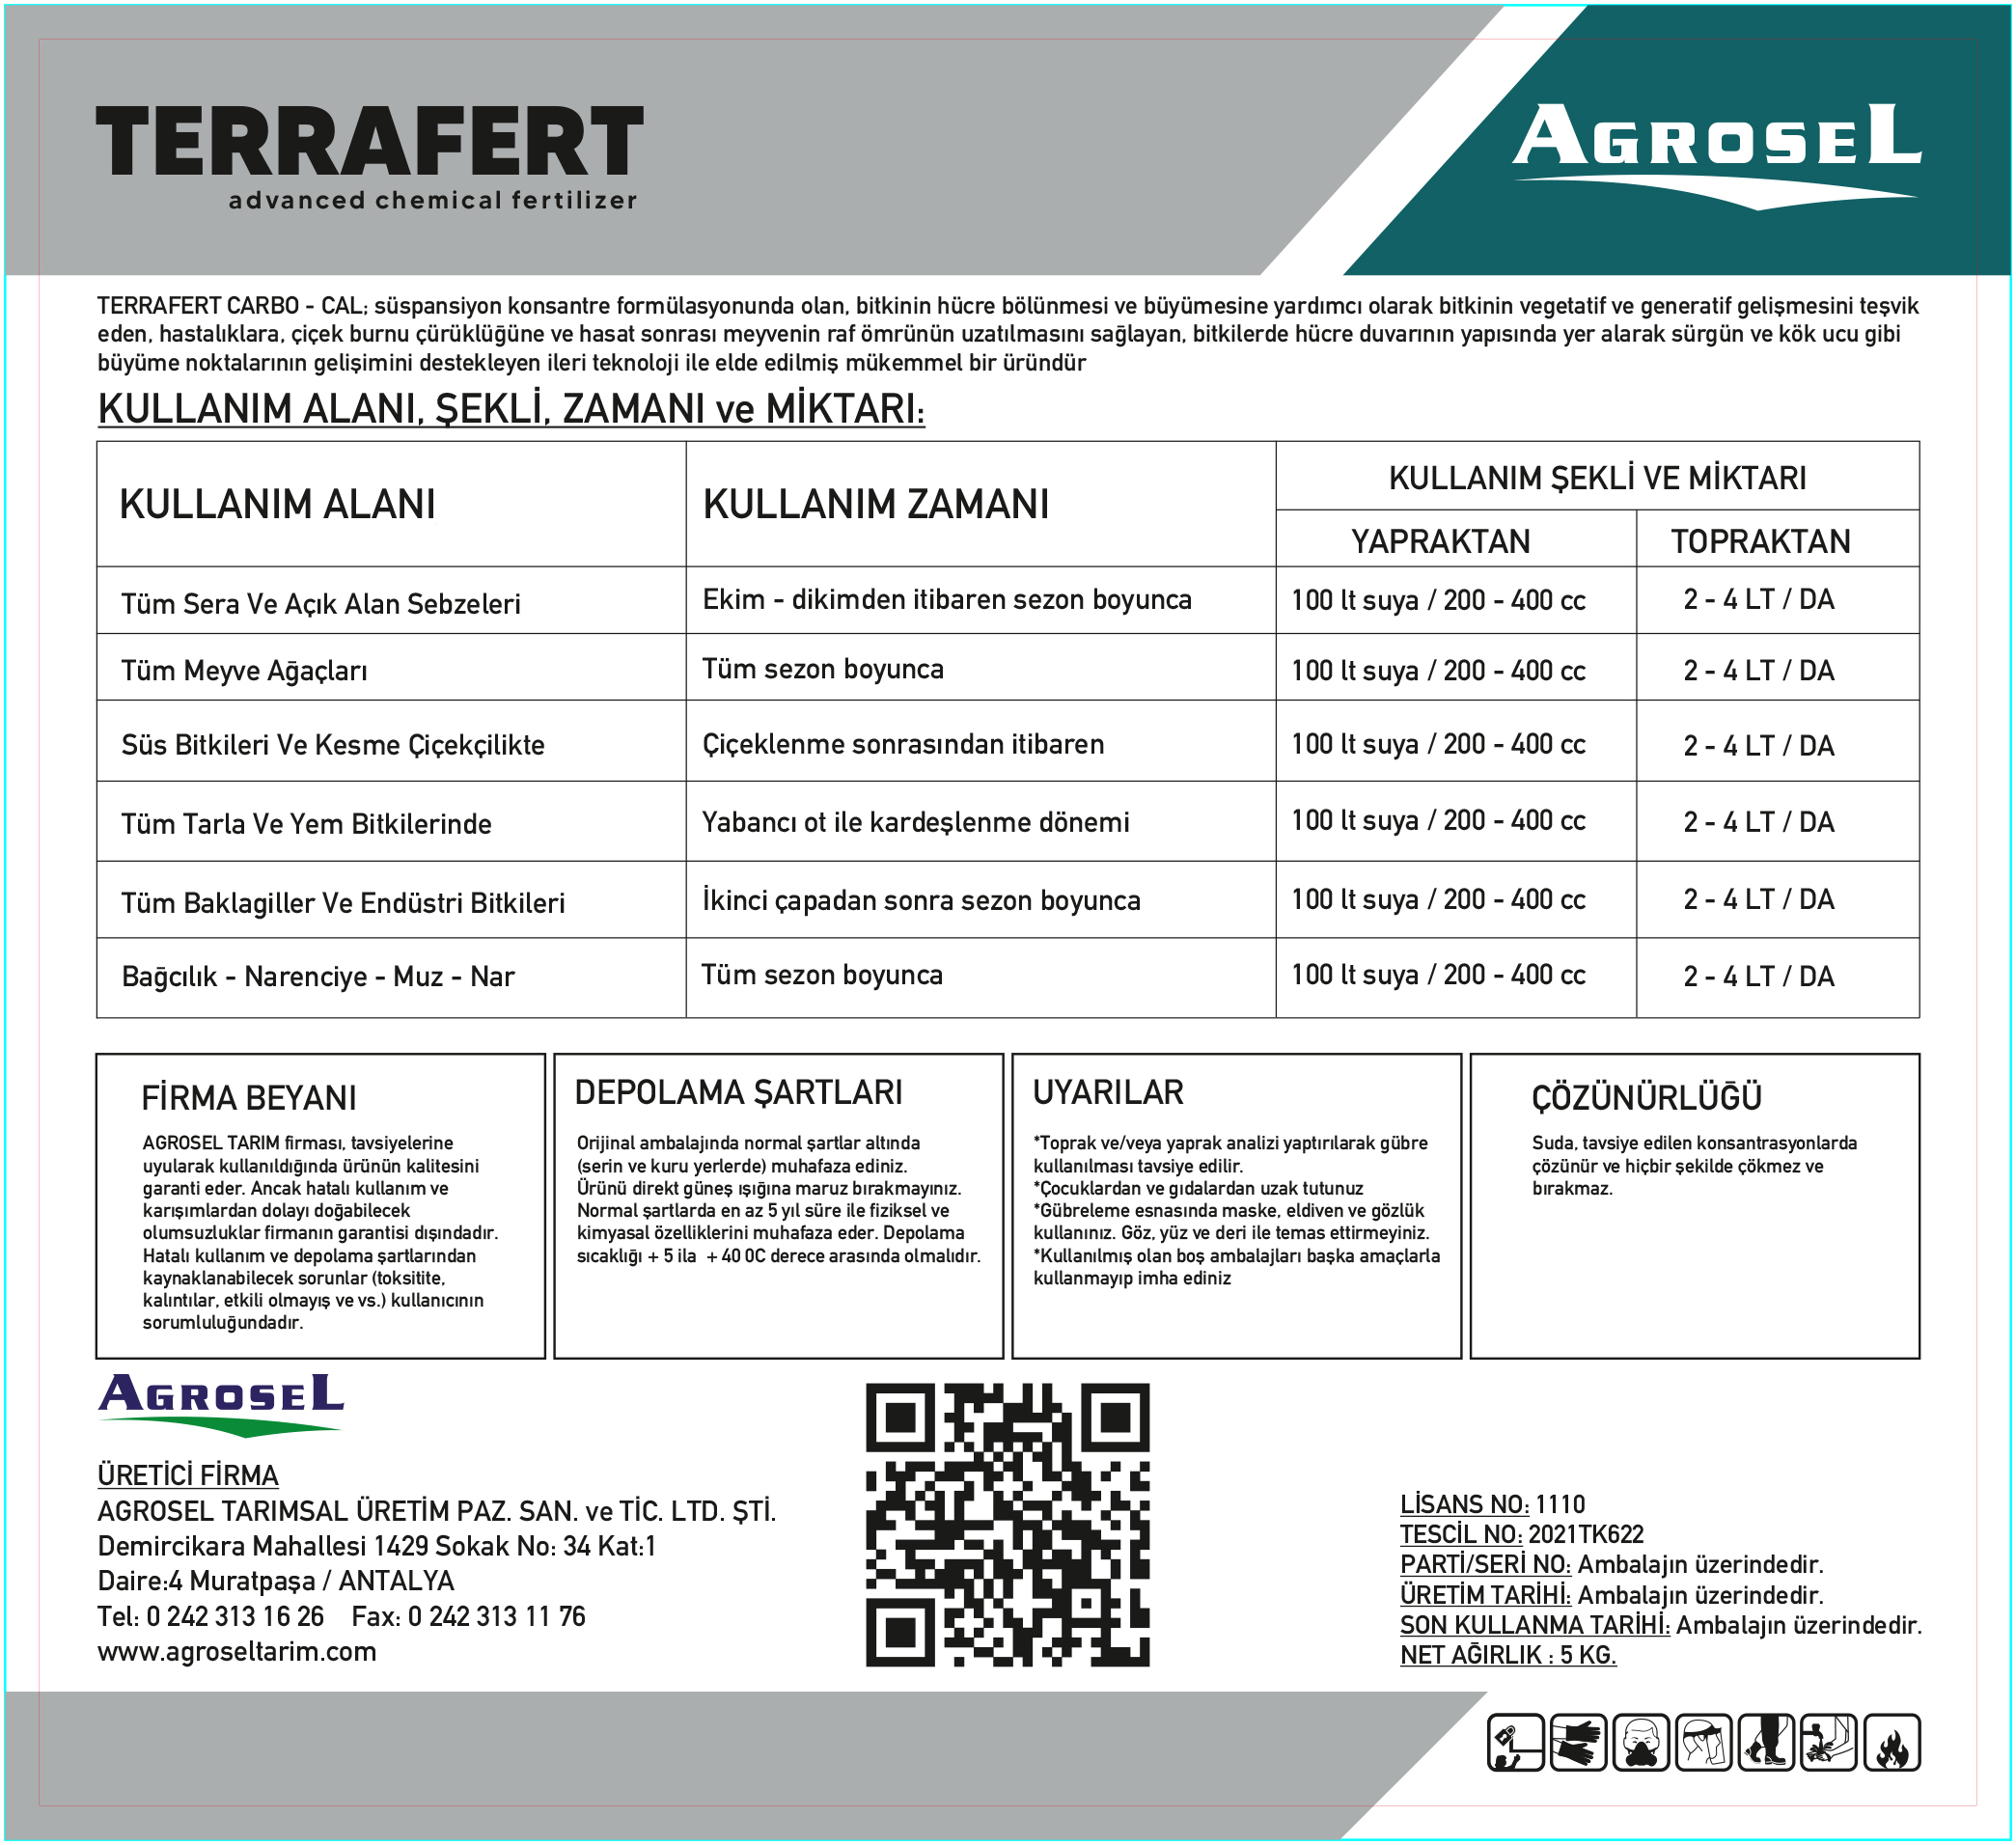 TERRAFERT
advanced chemical fertilizer
AGROSEL
TERRAFERT CARBO - CAL; süspansiyon konsantre formülasyonunda olan, bitkinin hücre bölünmesi ve büyümesine yardımcı olarak bitkinin vegetatif ve generatif gelişmesini teşvik
eden, hastalıklara, çiçek burnu çürüklüğüne ve hasat sonrası meyvenin raf ömrünün uzatılmasını sağlayan, bitkilerde hücre duvarının yapısında yer alarak sürgün ve kök ucu gibi
büyüme noktalarının gelişimini destekleyen ileri teknoloji ile elde edilmiş mükemmel bir üründür
KULLANIM ALANI, ŞEKLİ, ZAMANI ve MİKTARI:
KULLANIM ALANI
KULLANIM ZAMANI
KULLANIM ŞEKLİ VE MİKTARI
YAPRAKTAN
TOPRAKTAN
Tüm Sera Ve Açık Alan Sebzeleri
Ekim - dikimden itibaren sezon boyunca
100 lt suya / 200 - 400 cc
2 - 4 LT / DA
Tüm Meyve Ağaçları
Tüm sezon boyunca
100 lt suya / 200 - 400 cc
2 - 4 LT / DA
Süs Bitkileri Ve Kesme Çiçekçilikte
Çiçeklenme sonrasından itibaren
100 lt suya / 200 - 400 cc
2 - 4 LT / DA
Tüm Tarla Ve Yem Bitkilerinde
Yabancı ot ile kardeşlenme dönemi
100 lt suya / 200 - 400 cc
2 - 4 LT / DA
Tüm Baklagiller Ve Endüstri Bitkileri
İkinci çapadan sonra sezon boyunca
100 lt suya / 200 - 400 cc
2 - 4 LT / DA
Bağcılık - Narenciye - Muz - Nar
Tüm sezon boyunca
100 lt suya / 200 - 400 cc
2 - 4 LT / DA
FİRMA BEYANI
AGROSEL TARIM firması, tavsiyelerine
uyularak kullanıldığında ürünün kalitesini
garanti eder. Ancak hatalı kullanım ve
karışımlardan dolayı doğabilecek
olumsuzluklar firmanın garantisi dışındadır.
Hatalı kullanım ve depolama şartlarından
kaynaklanabilecek sorunlar (toksitite,
kalıntılar, etkili olmayış ve vs.) kullanıcının
sorumluluğundadır.
DEPOLAMA ŞARTLARI
Orijinal ambalajında normal şartlar altında
(serin ve kuru yerlerde) muhafaza ediniz.
Ürünü direkt güneş ışığına maruz bırakmayınız.
Normal şartlarda en az 5 yıl süre ile fiziksel ve
kimyasal özelliklerini muhafaza eder. Depolama
sıcaklığı + 5 ila + 40 0C derece arasında olmalıdır.
UYARILAR
*Toprak ve/veya yaprak analizi yaptırılarak gübre
kullanılması tavsiye edilir.
*Çocuklardan ve gıdalardan uzak tutunuz
*Gübreleme esnasında maske, eldiven ve gözlük
kullanınız. Göz, yüz ve deri ile temas ettirmeyiniz.
*Kullanılmış olan boş ambalajları başka amaçlarla
kullanmayıp imha ediniz
ÇÖZÜNÜRLÜĞÜ
Suda, tavsiye edilen konsantrasyonlarda
çözünür ve hiçbir şekilde çökmez ve
bırakmaz.
AGROSEL
ÜRETİCİ FİRMA
AGROSEL TARIMSAL ÜRETİM PAZ. SAN. ve TİC. LTD. ŞTİ.
Demircikara Mahallesi 1429 Sokak No: 34 Kat:1
Daire:4 Muratpaşa / ANTALYA
Tel: 0 242 313 16 26 Fax: 0 242 313 11 76
www.agroseltarim.com
LİSANS NO: 1110
TESCİL NO: 2021TK622
PARTİ/SERİ NO: Ambalajın üzerindedir.
ÜRETİM TARİHİ: Ambalajın üzerindedir.
SON KULLANMA TARİHİ: Ambalajın üzerindedir.
NET AĞIRLIK : 5 KG.